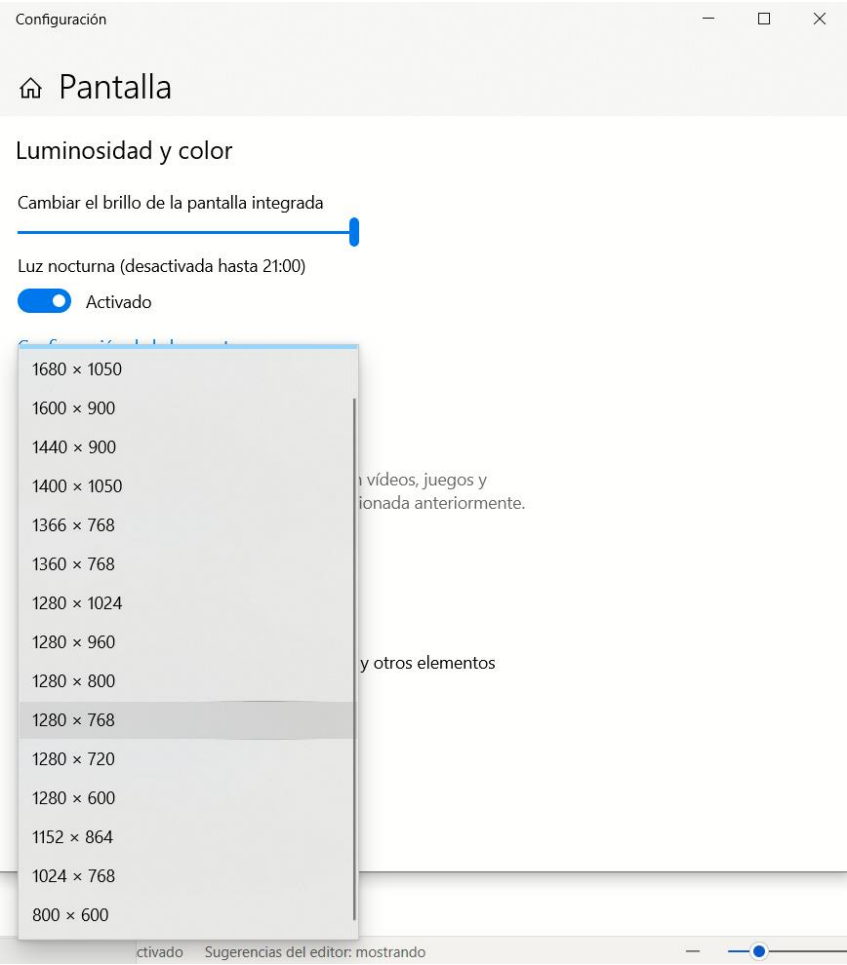 Configuración
Pantalla
Luminosidad y color
Cambiar el brillo de la pantalla integrada
Luz nocturna (desactivada hasta 21:00)
Activado
1680 × 1050
1600 × 900
1440 × 900
1400 × 1050
vídeos, juegos y
anteriormente.
1366 × 768
1360 × 768
1280 × 1024
1280 × 960
y otros elementos
1280 × 800
1280 × 768
1280 × 720
1280 × 600
1152 × 864
1024 × 768
800 × 600
Sugerencias del editor: mostrando